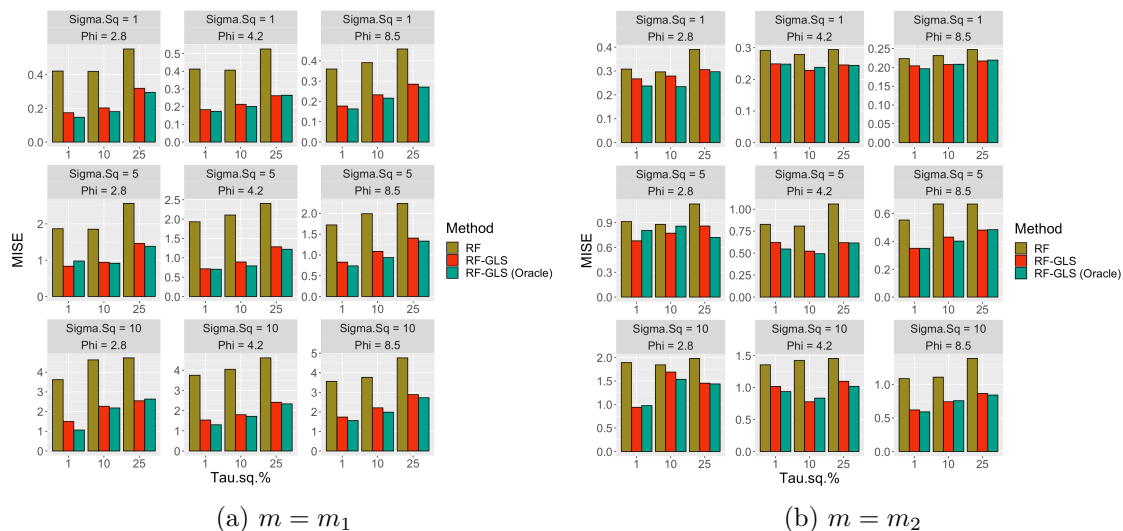 Sigma.Sq = 1 Sigma.Sq = 1 Sigma.Sq = 1
Phi = 2.8 Phi = 4.2 Phi = 8.5
0.4
0.2
0.0
0.5
0.4
0.3
0.2
0.1
0.0
0.4
0.3
0.2
0.1
0.0
1 10 25 1 10 25 1 10 25
Sigma.Sq = 5 Sigma.Sq = 5 Sigma.Sq = 5
Phi = 2.8 Phi = 4.2 Phi = 8.5
2
1
0
2.5
2.0
1.5
1.0
0.5
0.0
2.0
1.5
1.0
0.5
0.0
1 10 25 1 10 25 1 10 25
Sigma.Sq = 10 Sigma.Sq = 10 Sigma.Sq = 10
Phi = 2.8 Phi = 4.2 Phi = 8.5
4
3
2
1
0
4
3
2
1
0
5
4
3
2
1
0
1 10 25 1 10 25 1 10 25
MISE
Tau.sq.%
Method
RF
RF-GLS
RF-GLS (Oracle)
(a) m = m₁
Sigma.Sq = 1 Sigma.Sq = 1 Sigma.Sq = 1
Phi = 2.8 Phi = 4.2 Phi = 8.5
0.4
0.3
0.2
0.1
0.0
0.3
0.2
0.1
0.0
0.20
0.15
0.10
0.05
0.00
1 10 25 1 10 25 1 10 25
Sigma.Sq = 5 Sigma.Sq = 5 Sigma.Sq = 5
Phi = 2.8 Phi = 4.2 Phi = 8.5
0.9
0.6
0.3
0.0
1.00
0.75
0.50
0.25
0.00
0.6
0.4
0.2
0.0
1 10 25 1 10 25 1 10 25
Sigma.Sq = 10 Sigma.Sq = 10 Sigma.Sq = 10
Phi = 2.8 Phi = 4.2 Phi = 8.5
2.0
1.5
1.0
0.5
0.0
1.5
1.0
0.5
0.0
1.0
0.5
0.0
1 10 25 1 10 25 1 10 25
MISE
Tau.sq.%
Method
RF
RF-GLS
RF-GLS (Oracle)
(b) m = m₂